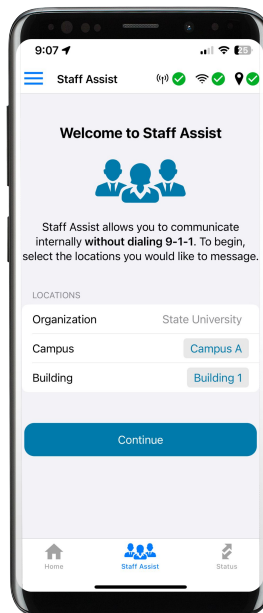 9:07
25
Staff Assist
Welcome to Staff Assist
Staff Assist allows you to communicate
internally without dialing 9-1-1. To begin,
select the locations you would like to message.
LOCATIONS
Organization State University
Campus Campus A
Building Building 1
Continue
Home Staff Assist Status